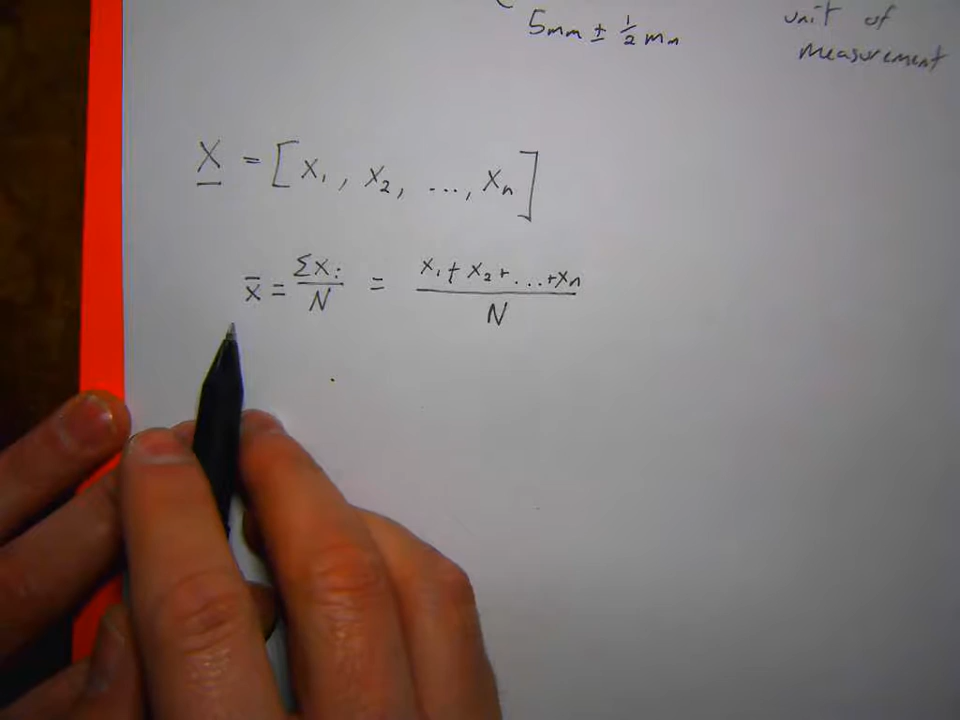 5mm ± 1/2 mm
unit of
measurement
X = [x₁, x₂, ..., xₙ]
x̄ = Σxᵢ/N = x₁ + x₂ + ... + xₙ/N